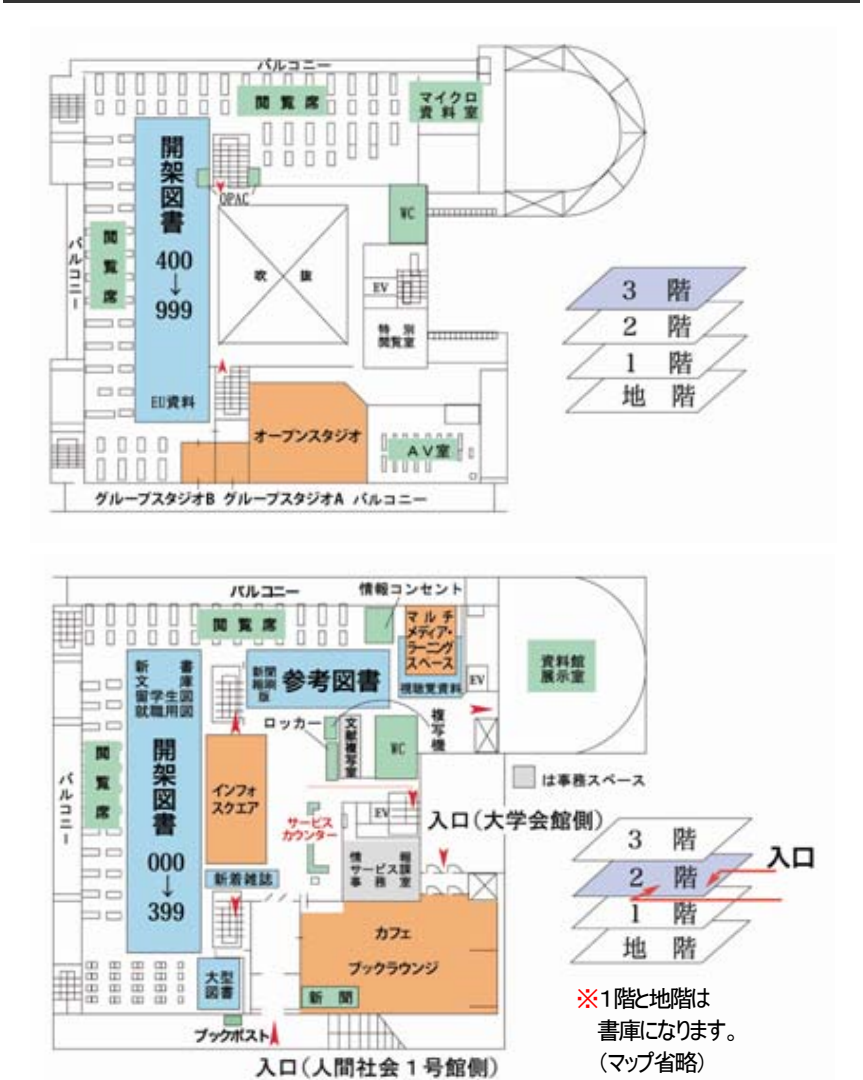 バルコニー
閲覧席
マイクロ
資料室
開架図書
400
↓
999
EU資料
OPAC
WC
バルコニー
閲覧席
吹抜
EV
特別
閲覧室
オープンスタジオ
AV室
グループスタジオB
グループスタジオA
バルコニー
3 階
2 階
1 階
地 階
バルコニー
情報コンセント
閲覧席
マルチ
メディア・
ラーニング
スペース
視聴覚資料
新書
文庫
留学生図
就職用図
開架図書
000
↓
399
新聞
縮刷
版
参考図書
EV
資料館
展示室
ロッカー
文献複写室
WC
複写機
バルコニー
閲覧席
インフォ
スクエア
サービス
カウンター
EV
は事務スペース
入口(大学会館側)
情報
サービス課
事務室
新着雑誌
カフェ
ブックラウンジ
大型
図書
新聞
ブックポスト
入口(人間社会1号館側)
3 階
2 階
1 階
地 階
入口
※1階と地階は
書庫になります。
(マップ省略)